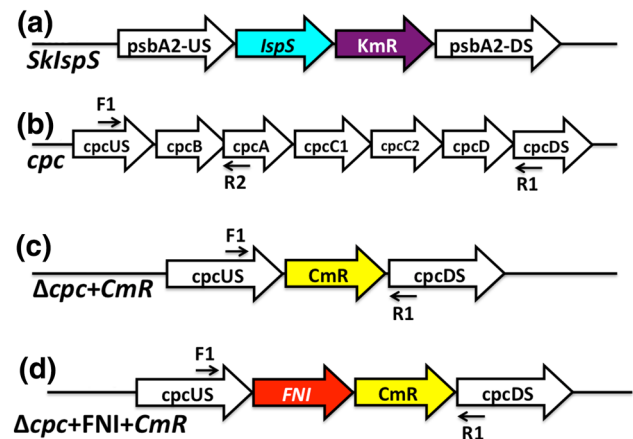 (a)
psbA2-US IspS KmR psbA2-DS
SkIspS
(b)
F1
cpcUS cpcB cpcA cpcC1 cpcC2 cpcD cpcDS
cpc
R2 R1
(c)
F1
cpcUS CmR cpcDS
Δcpc+CmR
R1
(d)
F1
cpcUS FNI CmR cpcDS
R1
Δcpc+FNI+CmR